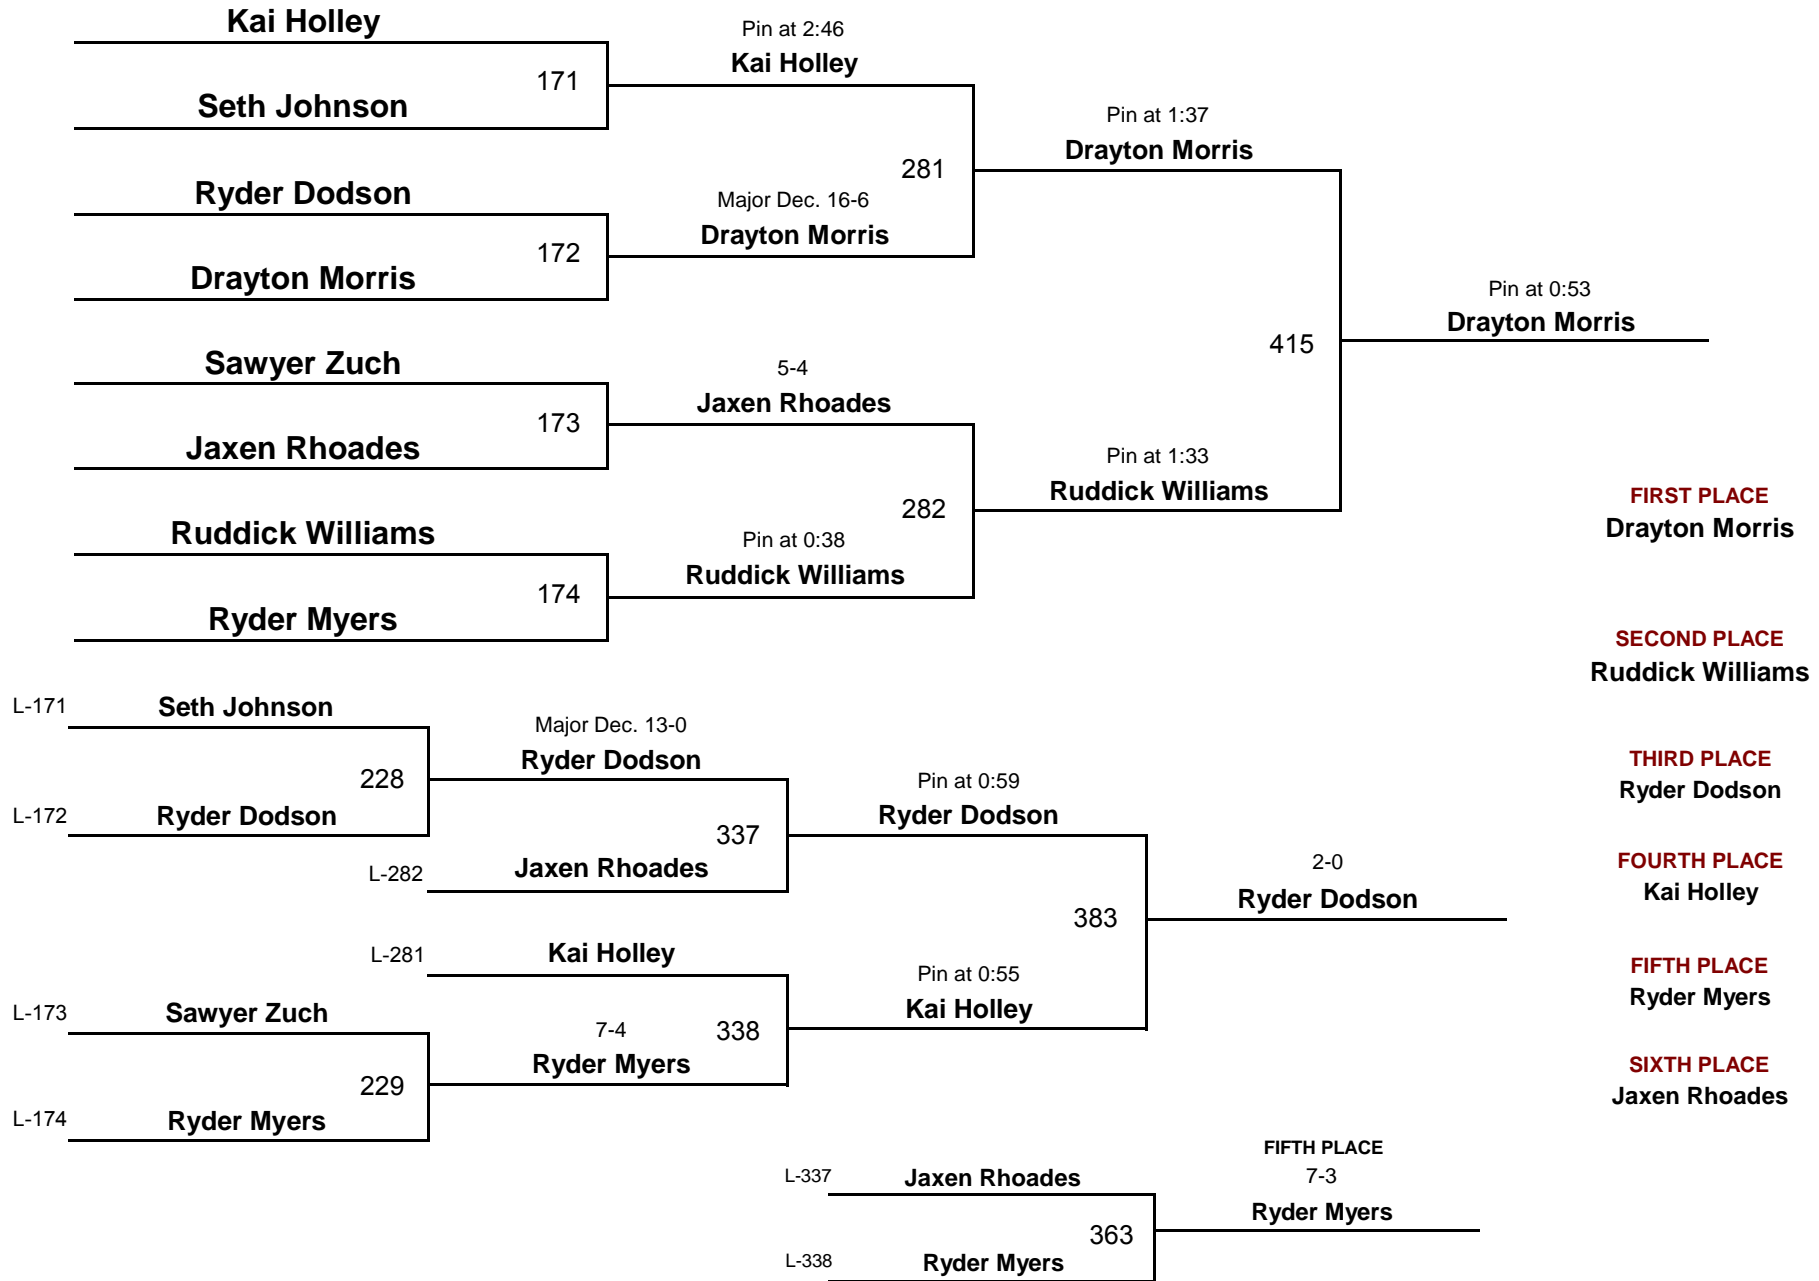 Kai Holley
Pin at 2:46
Kai Holley
171
Seth Johnson
Pin at 1:37
Drayton Morris
281
Ryder Dodson
Major Dec. 16-6
Drayton Morris
172
Drayton Morris
Pin at 0:53
Drayton Morris
415
Sawyer Zuch
5-4
Jaxen Rhoades
173
Jaxen Rhoades
Pin at 1:33
Ruddick Williams
282
Ruddick Williams
Pin at 0:38
Ruddick Williams
174
Ryder Myers
FIRST PLACE
Drayton Morris
SECOND PLACE
Ruddick Williams
THIRD PLACE
Ryder Dodson
FOURTH PLACE
Kai Holley
FIFTH PLACE
Ryder Myers
SIXTH PLACE
Jaxen Rhoades
L-171
Seth Johnson
Major Dec. 13-0
Ryder Dodson
228
L-172
Ryder Dodson
Pin at 0:59
Ryder Dodson
337
L-282
Jaxen Rhoades
2-0
Ryder Dodson
383
L-281
Kai Holley
Pin at 0:55
Kai Holley
L-173
Sawyer Zuch
7-4
338
Ryder Myers
229
L-174
Ryder Myers
FIFTH PLACE
L-337
Jaxen Rhoades
7-3
Ryder Myers
363
L-338
Ryder Myers